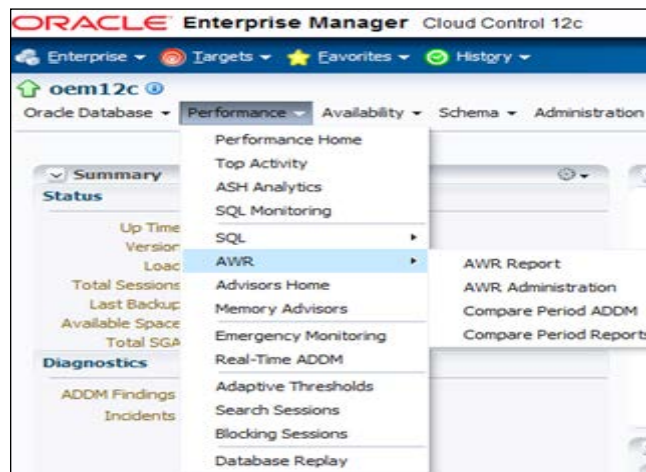 ORACLE Enterprise Manager Cloud Control 12c
Enterprise Targets Favorites History
oem12c
Oracle Database Performance Availability Schema Administration
Performance Home
Top Activity
ASH Analytics
SQL Monitoring
SQL
AWR
Advisors Home
Memory Advisors
Emergency Monitoring
Real-Time ADDM
Adaptive Thresholds
Search Sessions
Blocking Sessions
Database Replay
AWR Report
AWR Administration
Compare Period ADDM
Compare Period Reports
Summary
Status
Up Time
Version
Load
Total Sessions
Last Backup
Available Space
Total SGA
Diagnostics
ADDM Findings
Incidents